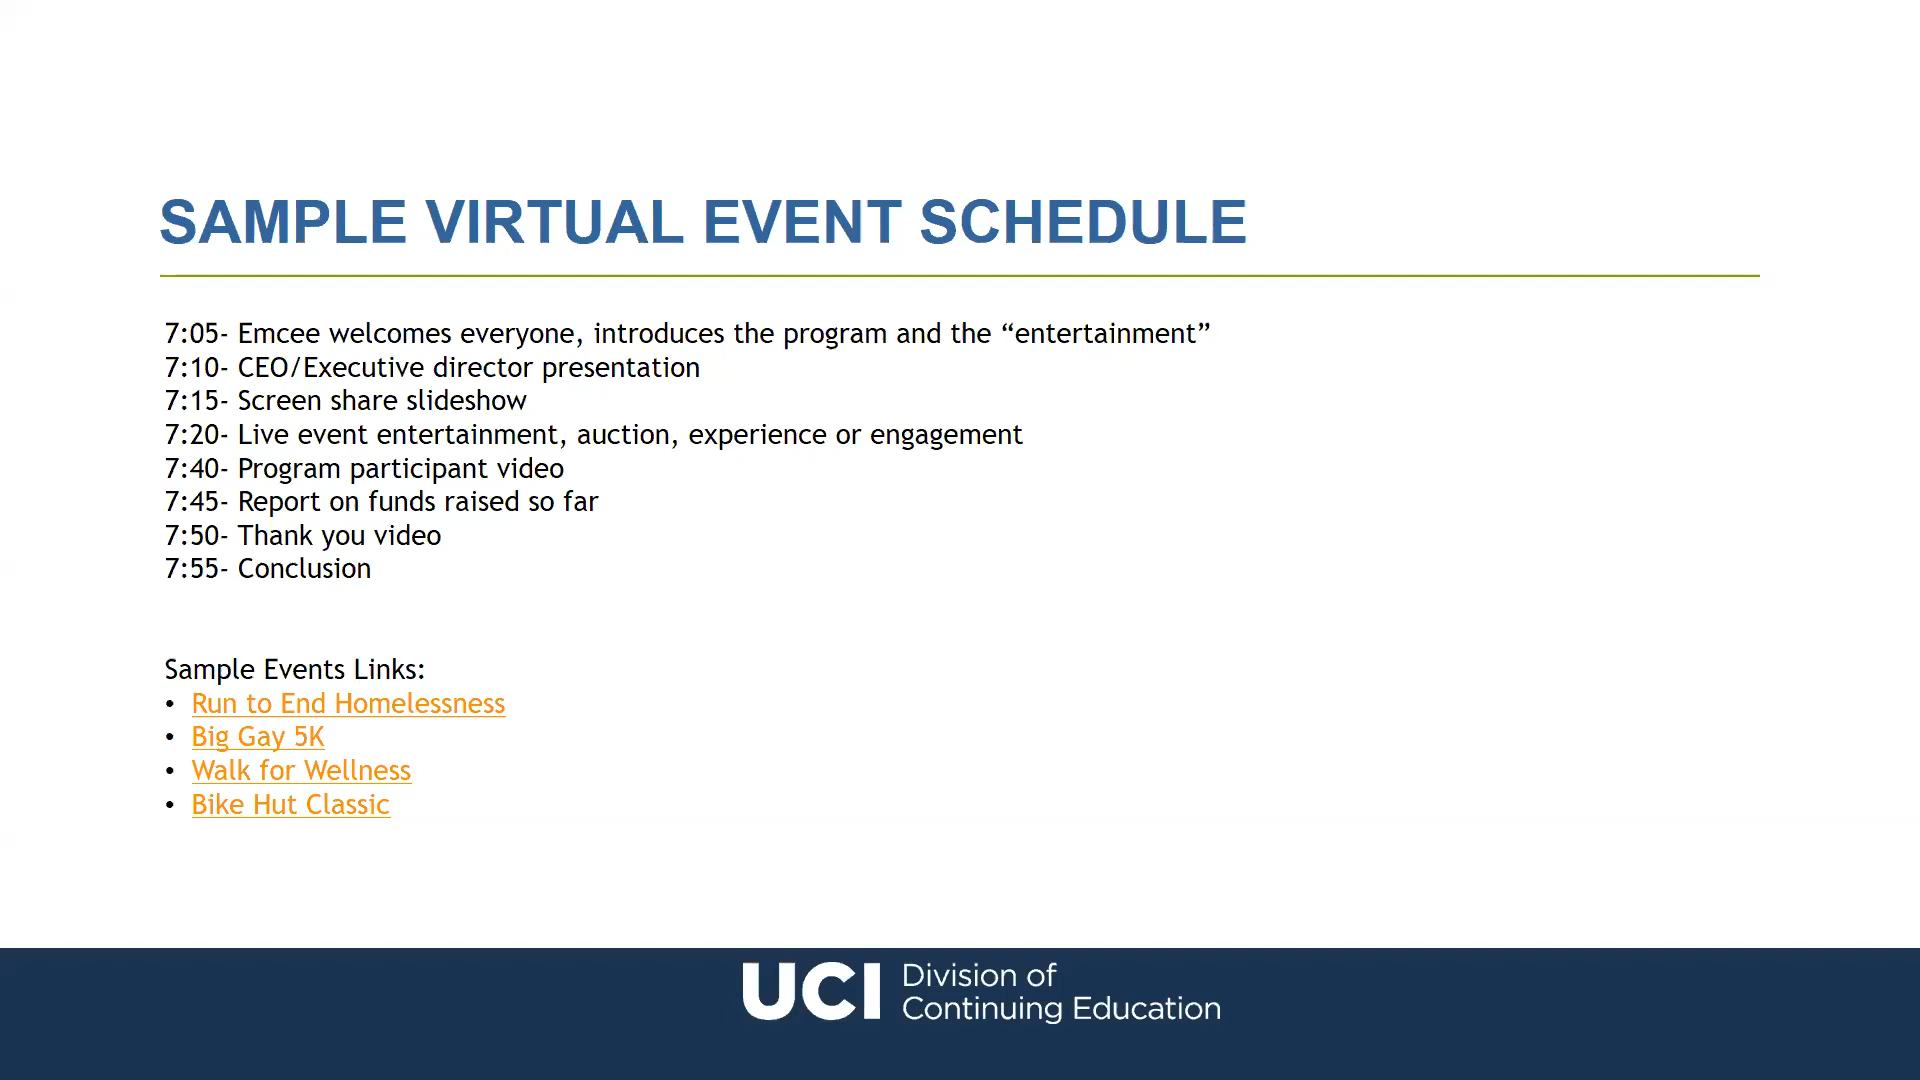 SAMPLE VIRTUAL EVENT SCHEDULE
7:05- Emcee welcomes everyone, introduces the program and the “entertainment”
7:10- CEO/Executive director presentation
7:15- Screen share slideshow
7:20- Live event entertainment, auction, experience or engagement
7:40- Program participant video
7:45- Report on funds raised so far
7:50- Thank you video
7:55- Conclusion
Sample Events Links:
• Run to End Homelessness
• Big Gay 5K
• Walk for Wellness
• Bike Hut Classic
UCI Division of
Continuing Education